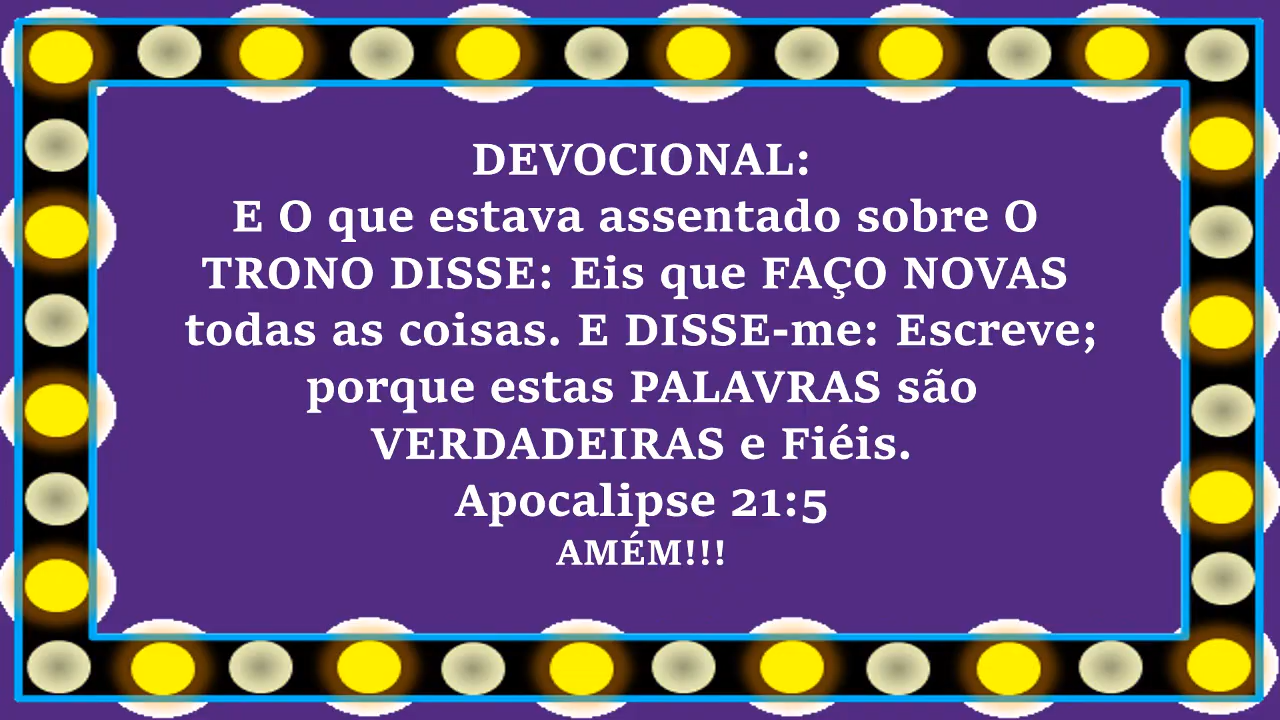 DEVOCIONAL:
E O que estava assentado sobre O
TRONO DISSE: Eis que FAÇO NOVAS
todas as coisas. E DISSE-me: Escreve;
porque estas PALAVRAS são
VERDADEIRAS e Fiéis.
Apocalipse 21:5
AMÉM!!!